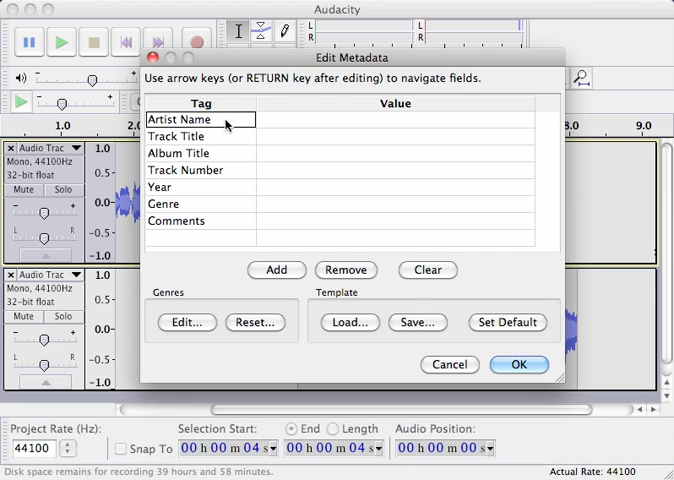 Audacity
L
R
L
R
Edit Metadata
Use arrow keys (or RETURN key after editing) to navigate fields.
Tag Value
Artist Name
Track Title
Album Title
Track Number
Year
Genre
Comments
Add Remove Clear
Genres Template
Edit... Reset... Load... Save... Set Default
Cancel OK
1.0 2.0 8.0 9.0
Audio Trac 1.0
Mono, 44100Hz
32-bit float 0.5-
Mute Solo
- + 0.0-
L R -0.5-
-1.0
Audio Trac 1.0
Mono, 44100Hz
32-bit float 0.5-
Mute Solo
- + 0.0-
L R -0.5-
-1.0
Project Rate (Hz): Selection Start: End Length Audio Position:
44100 Snap To 00 h 00 m 04 s 00 h 00 m 04 s 00 h 00 m 00 s
Disk space remains for recording 39 hours and 58 minutes. Actual Rate: 44100